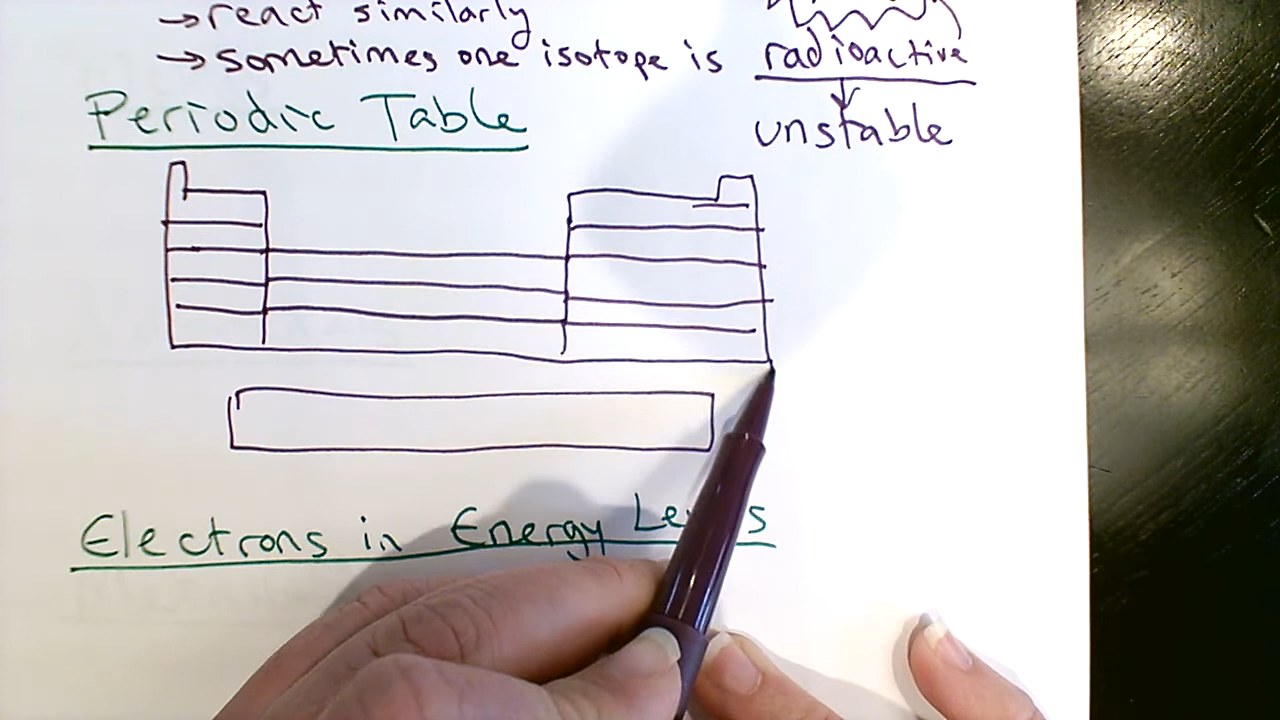 →react similarly
→sometimes one isotope is radioactive
Periodic Table
unstable
Electrons in Energy